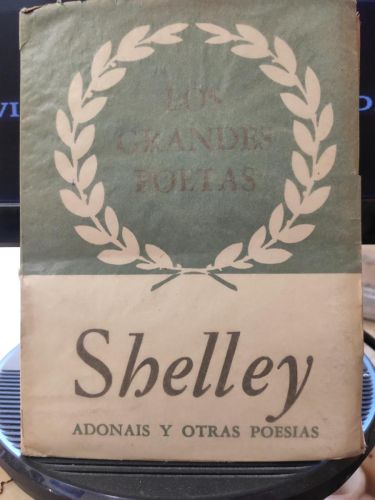 LOS
GRANDES
POETAS
Shelley
ADONAIS Y OTRAS POESIAS